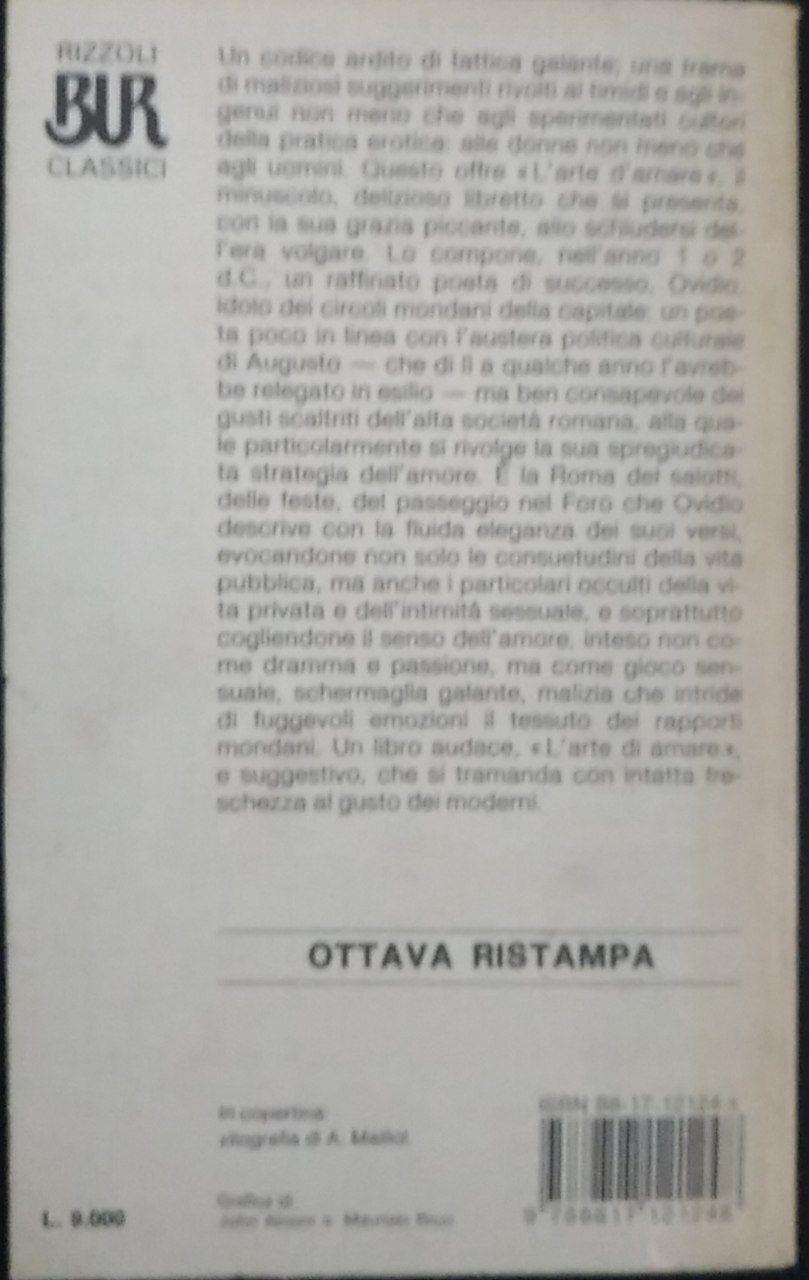 RIZZOLI
BUR
CLASSICI
Un codice ardito di tattica galante; una trama
di maliziosi suggerimenti rivolti ai timidi e agli in-
genui non meno che agli sperimentati cultori
della pratica erotica: alle donne non meno che
agli uomini. Questo offre «L'arte d'amare», il
minuscolo, delizioso libretto che si presenta,
con la sua grazia piccante, allo schiudersi del-
l'era volgare. Lo compone, nell'anno 1 o 2
d.C., un raffinato poeta di successo, Ovidio,
idolo dei circoli mondani della capitale: un poe-
ta poco in linea con l'austera politica culturale
di Augusto — che di lì a qualche anno l'avreb-
be relegato in esilio — ma ben consapevole dei
gusti scaltriti dell'alta società romana, alla qua-
le particolarmente si rivolge la sua spregiudica-
ta strategia dell'amore. È la Roma dei salotti,
delle feste, del passeggio nel Foro che Ovidio
descrive con la fluida eleganza dei suoi versi,
evocandone non solo le consuetudini della vita
pubblica, ma anche i particolari occulti della vi-
ta privata e dell'intimità sessuale, e soprattutto
cogliendone il senso dell'amore, inteso non co-
me dramma e passione, ma come gioco sen-
suale, schermaglia galante, malizia che intride
di fuggevoli emozioni il tessuto dei rapporti
mondani. Un libro audace, «L'arte di amare»,
e suggestivo, che si tramanda con intatta fre-
schezza al gusto dei moderni.
OTTAVA RISTAMPA
In copertina:
xilografia di A. Maillol
Grafica di
John Alcorn e Maurizio
L. 9.000
ISBN 88-17-12124-
9 788817 121248